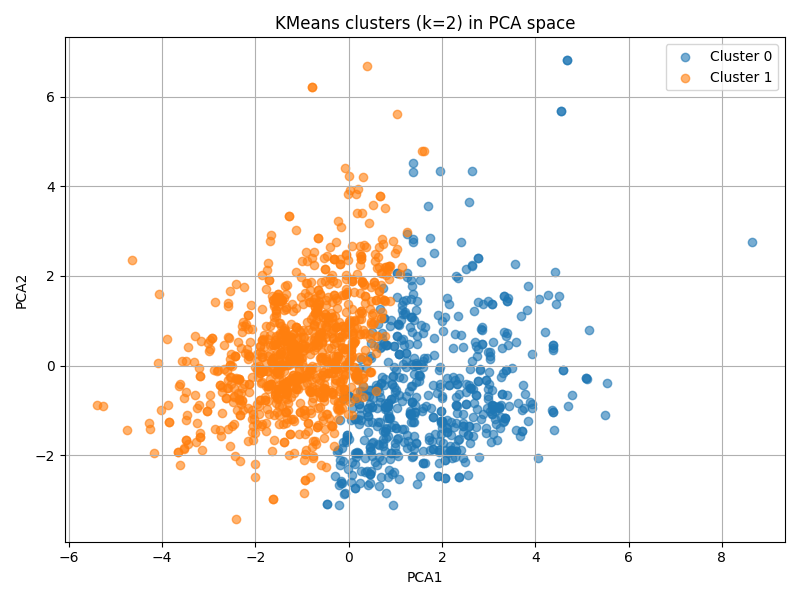 KMeans clusters (k=2) in PCA space
Cluster 0
Cluster 1
PCA2
6
4
2
0
−2
−6
−4
−2
0
2
4
6
8
PCA1